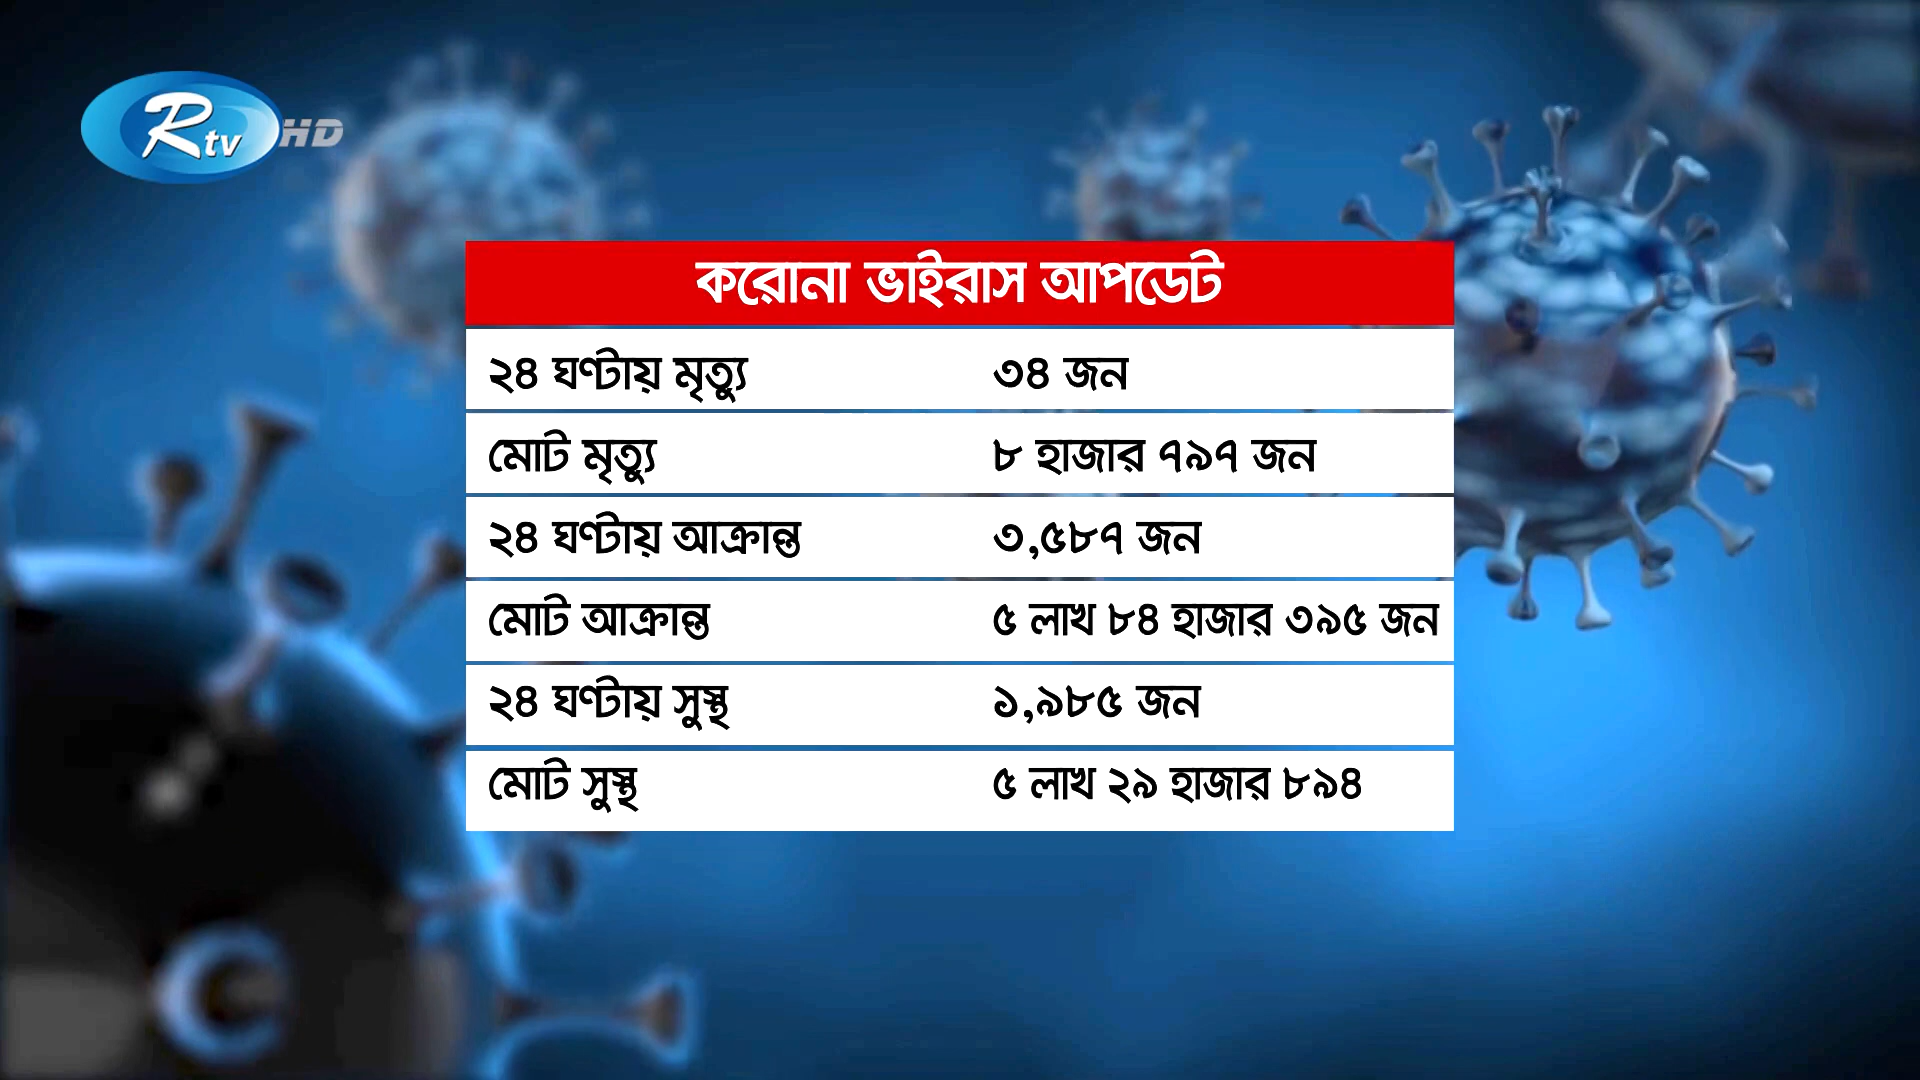 Rtv HD
করোনা ভাইরাস আপডেট
২৪ ঘণ্টায় মৃত্যু ৩৪ জন
মোট মৃত্যু ৮ হাজার ৭৯৭ জন
২৪ ঘণ্টায় আক্রান্ত ৩,৫৮৭ জন
মোট আক্রান্ত ৫ লাখ ৮৪ হাজার ৩৯৫ জন
২৪ ঘণ্টায় সুস্থ ১,৯৮৫ জন
মোট সুস্থ ৫ লাখ ২৯ হাজার ৮৯৪